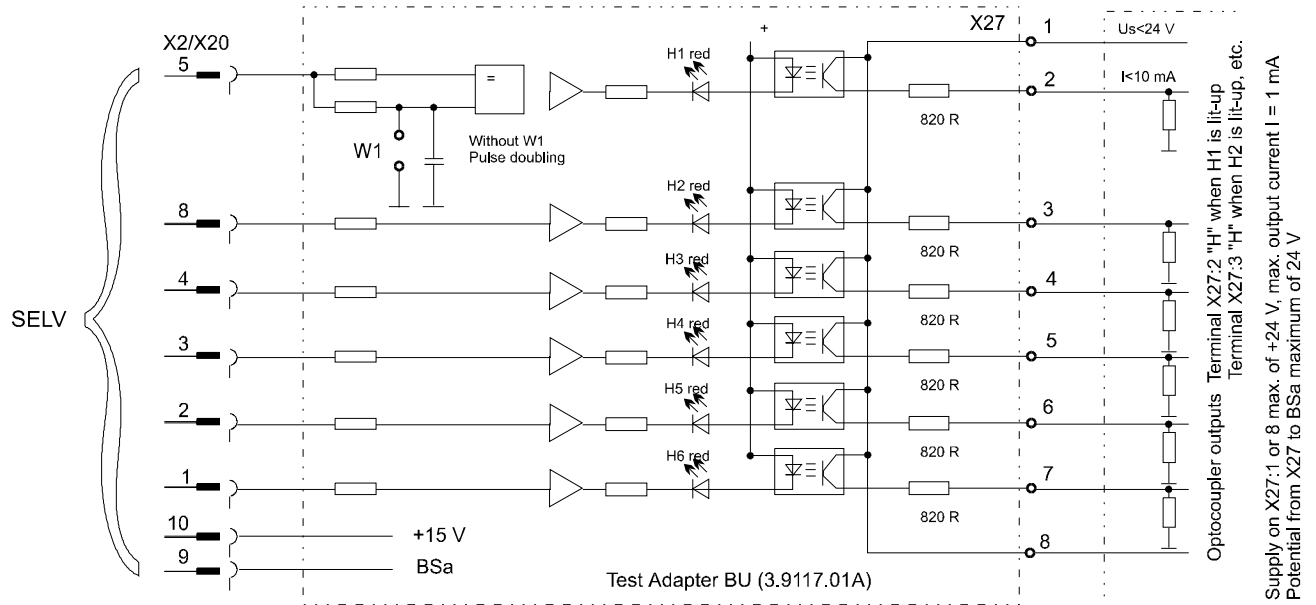 X2/X20
5
8
4
3
2
1
10
9
SELV
+15 V
BSa
=
W1
Without W1
Pulse doubling
H1 red
H2 red
H3 red
H4 red
H5 red
H6 red
+
820 R
820 R
820 R
820 R
820 R
820 R
X27
1
2
3
4
5
6
7
8
Us<24 V
I<10 mA
Test Adapter BU (3.9117.01A)
Optocoupler outputs Terminal X27:2 "H" when H1 is lit-up
Terminal X27:3 "H" when H2 is lit-up, etc.
Supply on X27:1 or 8 max. of +24 V, max. output current I = 1 mA
Potential from X27 to BSa maximum of 24 V